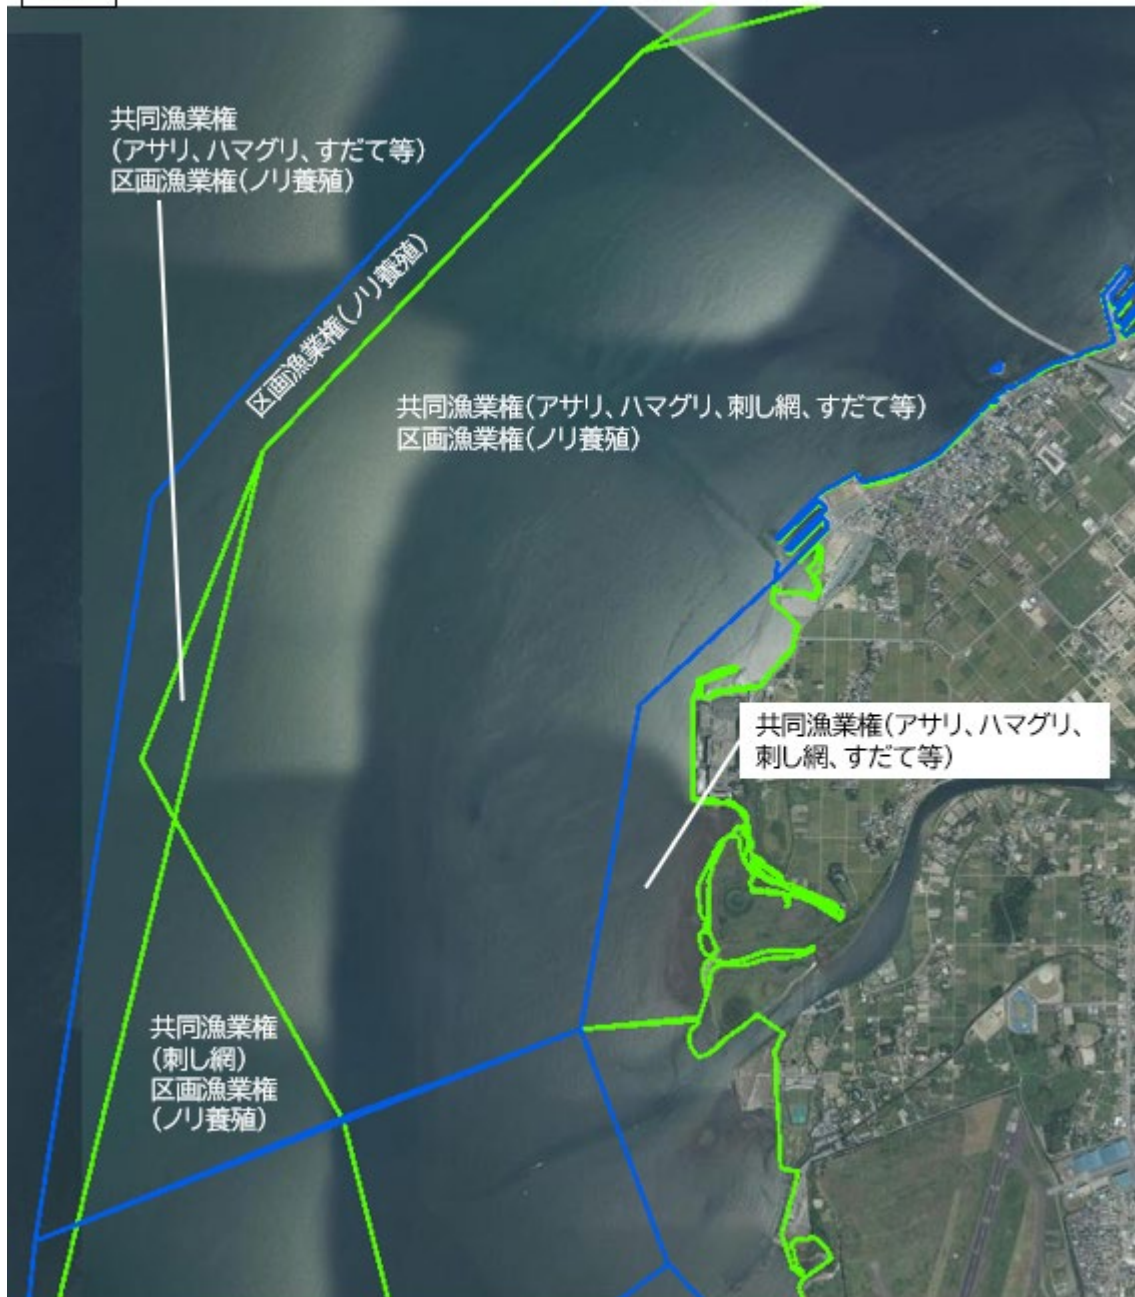 共同漁業権
(アサリ、ハマグリ、すだて等)
区画漁業権(ノリ養殖)
区画漁業権(ノリ養殖)
共同漁業権(アサリ、ハマグリ、刺し網、すだて等)
区画漁業権(ノリ養殖)
共同漁業権(アサリ、ハマグリ、
刺し網、すだて等)
共同漁業権
(刺し網)
区画漁業権
(ノリ養殖)